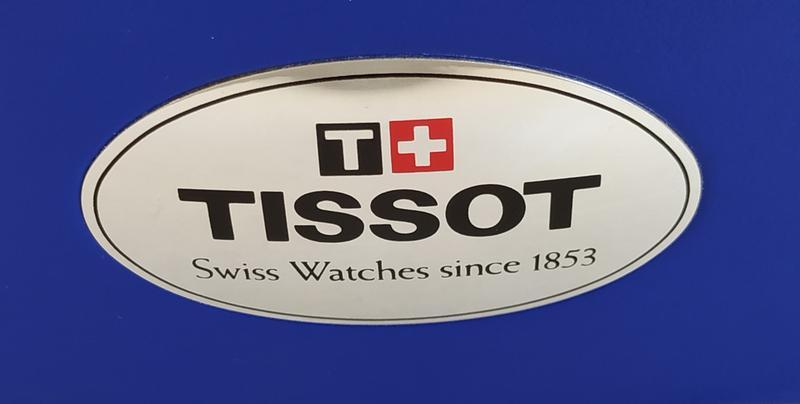 T+
TISSOT
Swiss Watches since 1853